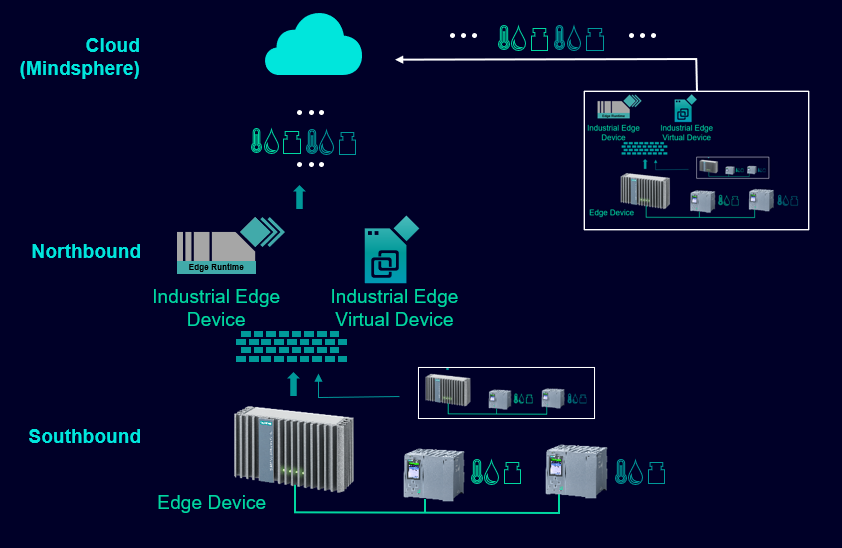 Cloud
(Mindsphere)
Edge Runtime
Industrial Edge
Device
Industrial Edge
Virtual Device
Edge Device
Northbound
Edge Runtime
Industrial Edge
Device
Industrial Edge
Virtual Device
Southbound
Edge Device